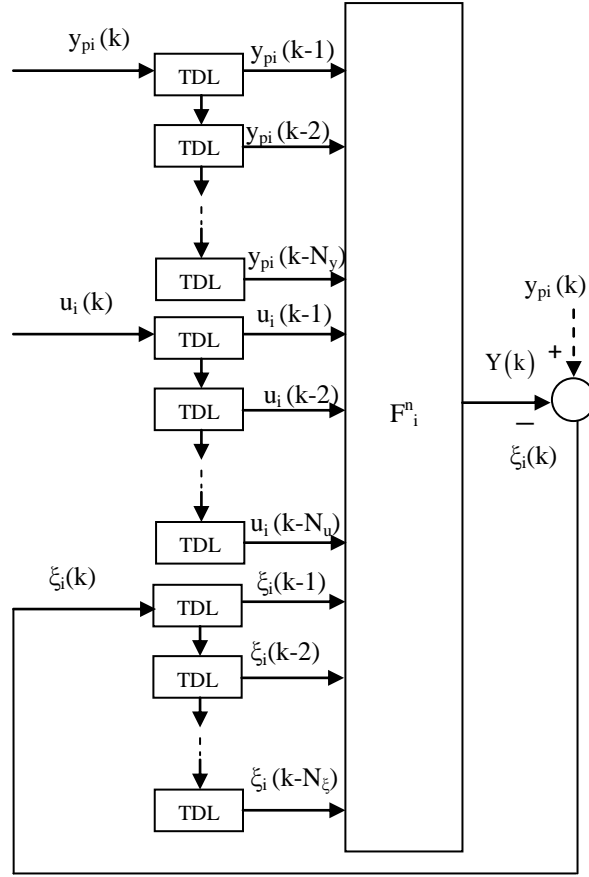 y_pi (k)
TDL
y_pi (k-1)
TDL
y_pi (k-2)
TDL
y_pi (k-N_y)
u_i (k)
TDL
u_i (k-1)
TDL
u_i (k-2)
TDL
u_i (k-N_u)
ξ_i(k)
TDL
ξ_i(k-1)
TDL
ξ_i(k-2)
TDL
ξ_i (k-N_ξ)
F^n_i
y_pi (k)
Y(k)
+
−
ξ_i(k)